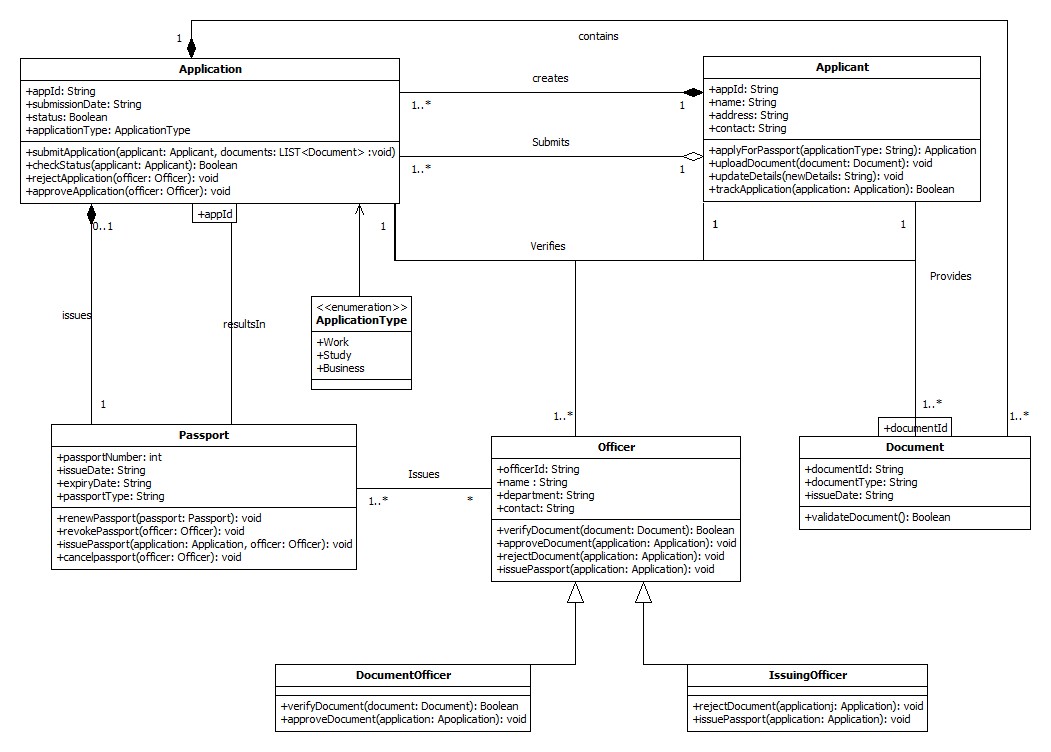 contains
1
Application
+appId: String
+submissionDate: String
+status: Boolean
+applicationType: ApplicationType
+submitApplication(applicant: Applicant, documents: LIST<Document> :void)
+checkStatus(applicant: Applicant): Boolean
+rejectApplication(officer: Officer): void
+approveApplication(officer: Officer): void
+appId
creates
1..*
1
Submits
1..*
1
Applicant
+appId: String
+name: String
+address: String
+contact: String
+applyForPassport(applicationType: String): Application
+uploadDocument(document: Document): void
+updateDetails(newDetails: String): void
+trackApplication(application: Application): Boolean
0..1
1
1
1
Verifies
Provides
issues
resultsIn
<<enumeration>>
ApplicationType
+Work
+Study
+Business
1
1..*
1..*
1..*
+documentId
Passport
+passportNumber: int
+issueDate: String
+expiryDate: String
+passportType: String
+renewPassport(passport: Passport): void
+revokePassport(officer: Officer): void
+issuePassport(application: Application, officer: Officer): void
+cancelpassport(officer: Officer): void
Issues
1..*
*
Officer
+officerId: String
+name : String
+department: String
+contact: String
+verifyDocument(document: Document): Boolean
+approveDocument(application: Application): void
+rejectDocument(application: Application): void
+issuePassport(application: Application): void
Document
+documentId: String
+documentType: String
+issueDate: String
+validateDocument(): Boolean
DocumentOfficer
+verifyDocument(document: Document): Boolean
+approveDocument(application: Apoplication): void
IssuingOfficer
+rejectDocument(applicationj: Application): void
+issuePassport(application: Application): void